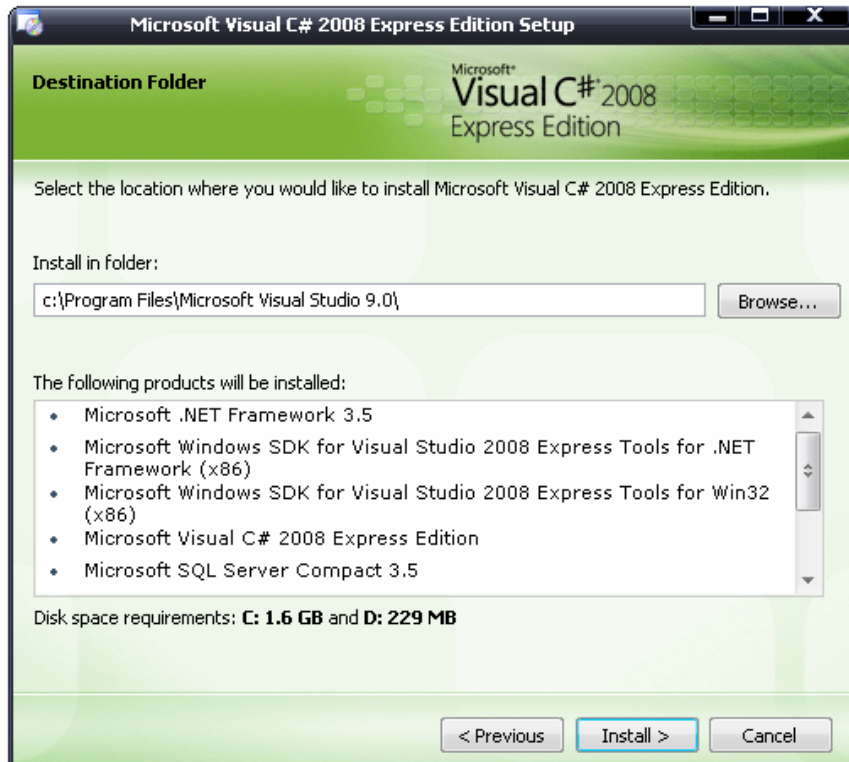 Microsoft Visual C# 2008 Express Edition Setup
Destination Folder
Microsoft®
Visual C#® 2008
Express Edition
Select the location where you would like to install Microsoft Visual C# 2008 Express Edition.
Install in folder:
c:\Program Files\Microsoft Visual Studio 9.0\
Browse...
The following products will be installed:
• Microsoft .NET Framework 3.5
• Microsoft Windows SDK for Visual Studio 2008 Express Tools for .NET
Framework (x86)
• Microsoft Windows SDK for Visual Studio 2008 Express Tools for Win32
(x86)
• Microsoft Visual C# 2008 Express Edition
• Microsoft SQL Server Compact 3.5
Disk space requirements: C: 1.6 GB and D: 229 MB
< Previous
Install >
Cancel